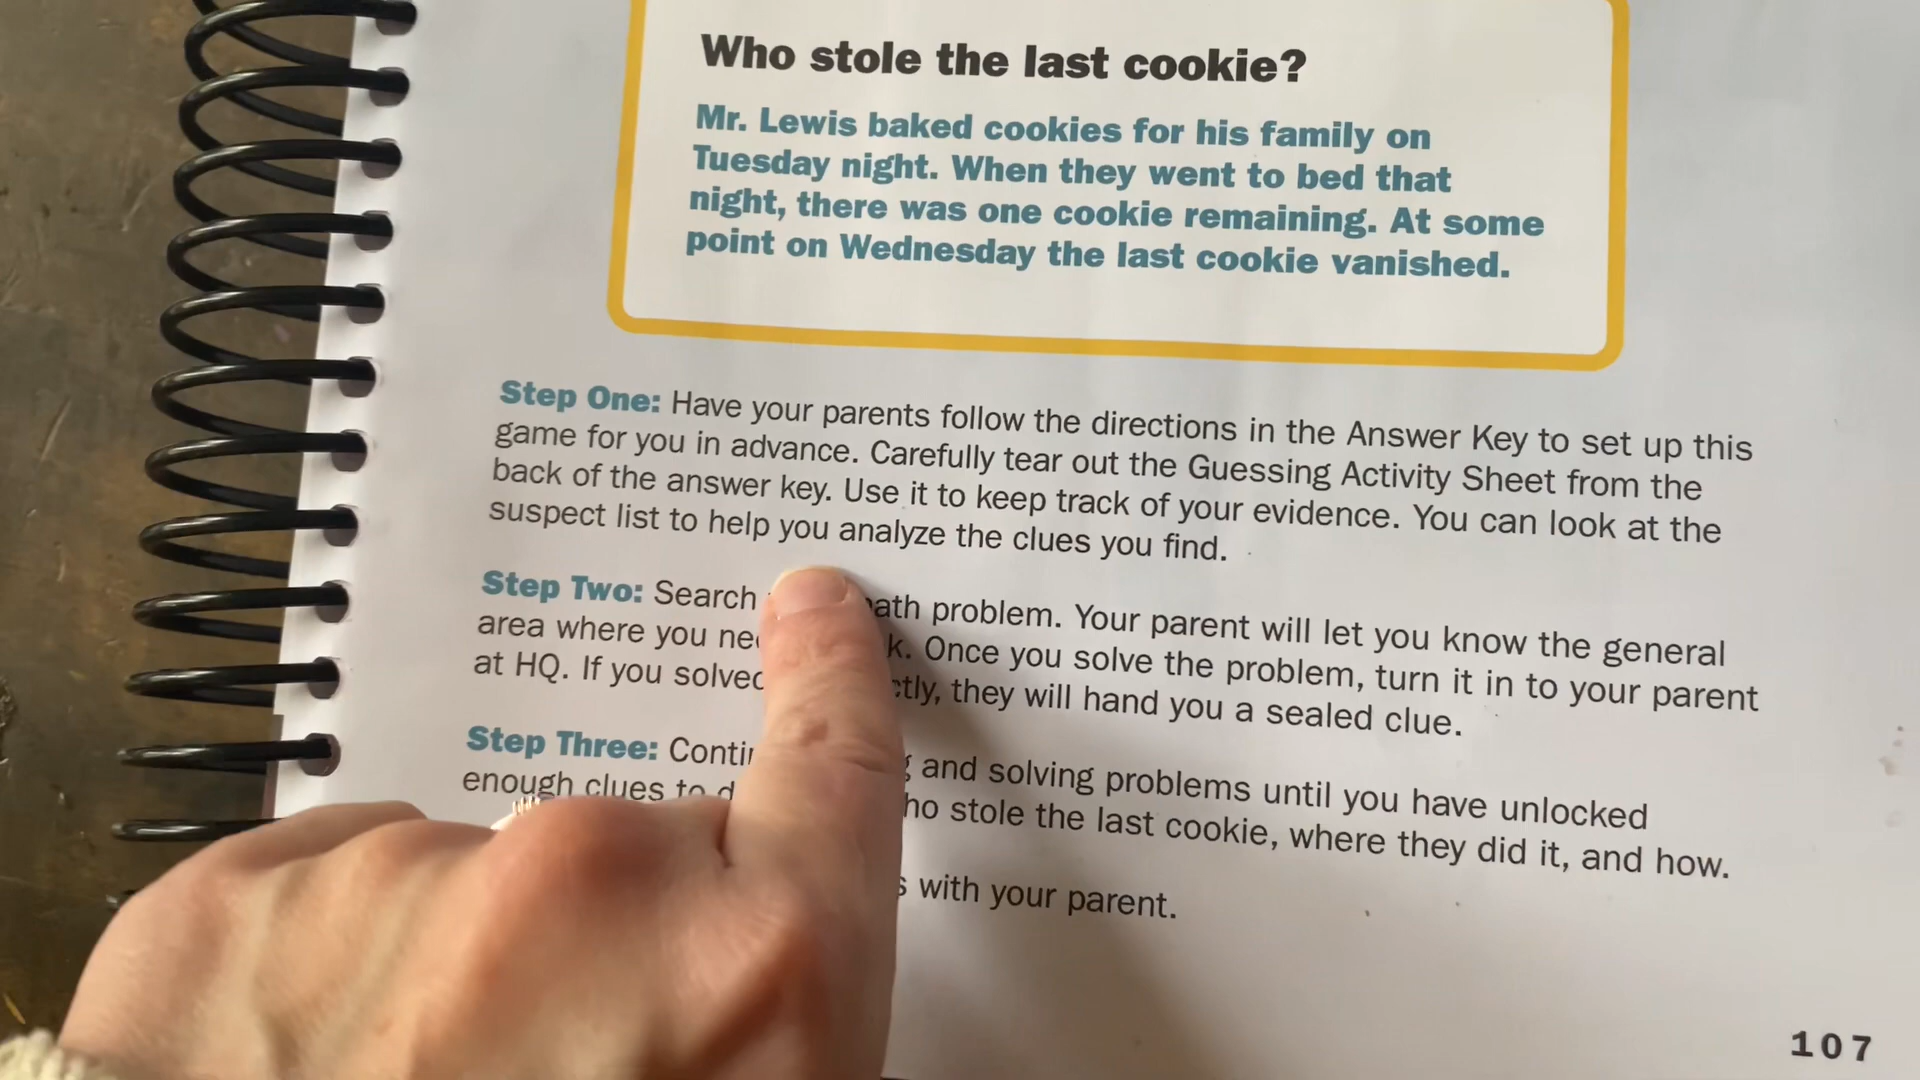 Who stole the last cookie?
Mr. Lewis baked cookies for his family on
Tuesday night. When they went to bed that
night, there was one cookie remaining. At some
point on Wednesday the last cookie vanished.
Step One: Have your parents follow the directions in the Answer Key to set up this
game for you in advance. Carefully tear out the Guessing Activity Sheet from the
back of the answer key. Use it to keep track of your evidence. You can look at the
suspect list to help you analyze the clues you find.
Step Two: Search problem. Your parent will let you know the general
area where you Once you solve the problem, turn it in to your parent
at HQ. If you they will hand you a sealed clue.
Step Three: and solving problems until you have unlocked
enough clues to stole the last cookie, where they did it, and how.
with your parent.
107